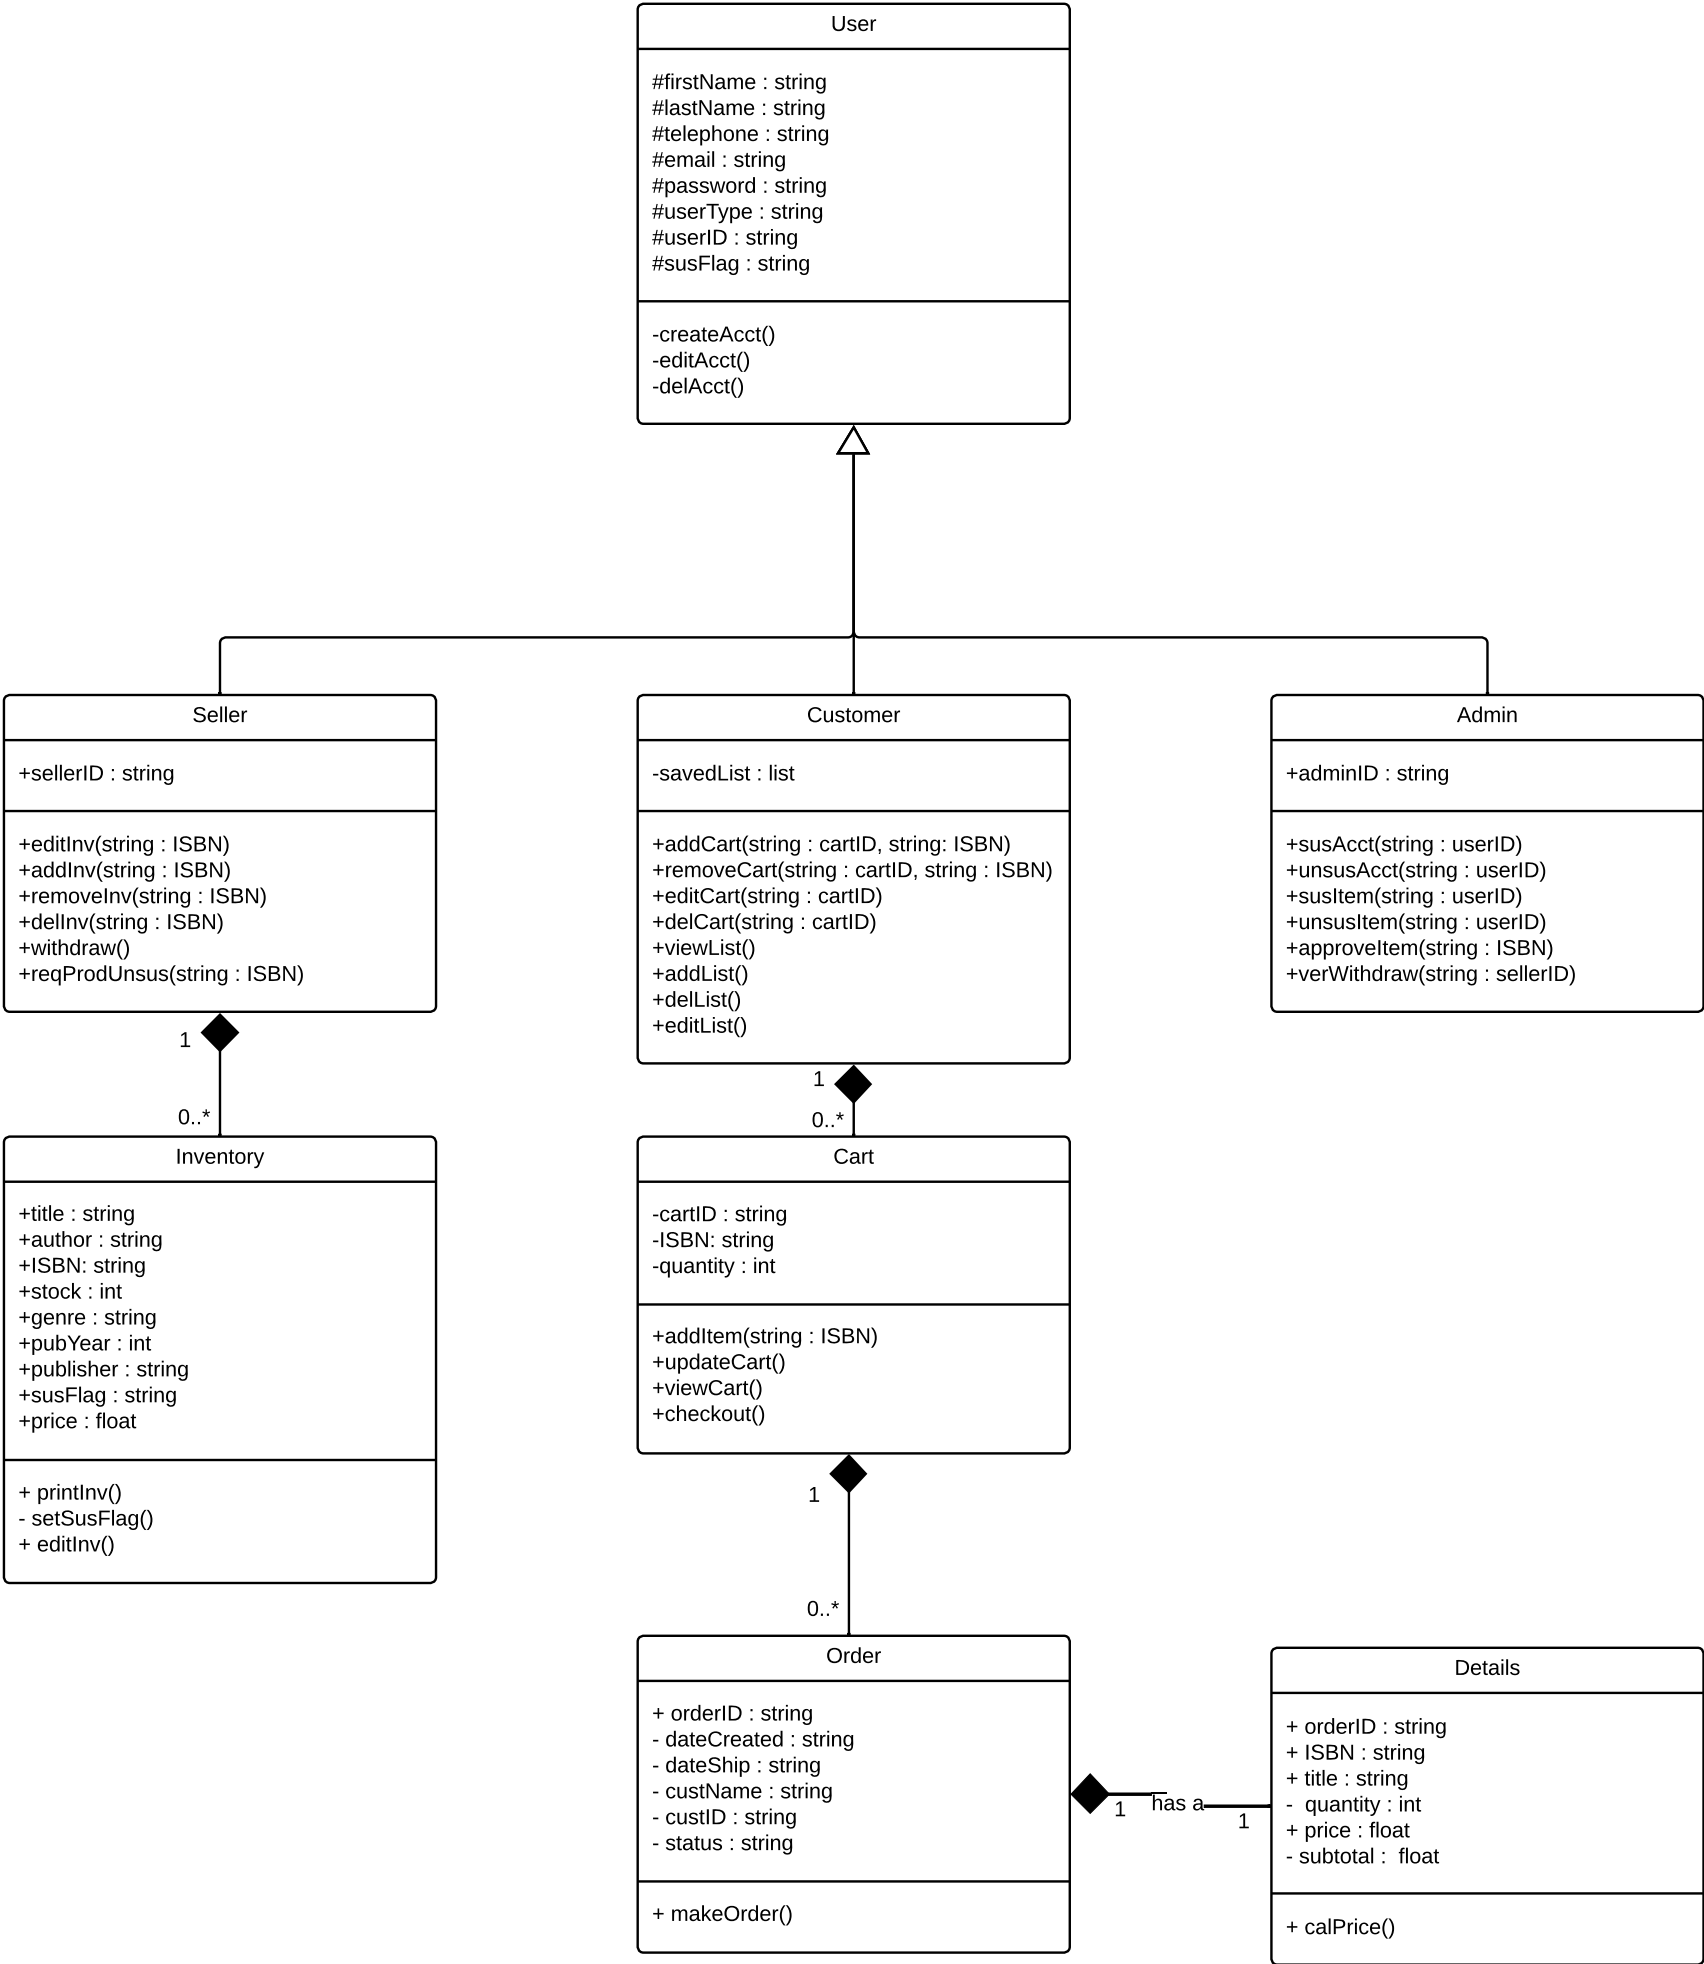 User
#firstName : string
#lastName : string
#telephone : string
#email : string
#password : string
#userType : string
#userID : string
#susFlag : string
-createAcct()
-editAcct()
-delAcct()
Seller
+sellerID : string
+editInv(string : ISBN)
+addInv(string : ISBN)
+removeInv(string : ISBN)
+delInv(string : ISBN)
+withdraw()
+reqProdUnsus(string : ISBN)
Customer
-savedList : list
+addCart(string : cartID, string: ISBN)
+removeCart(string : cartID, string : ISBN)
+editCart(string : cartID)
+delCart(string : cartID)
+viewList()
+addList()
+delList()
+editList()
Admin
+adminID : string
+susAcct(string : userID)
+unsusAcct(string : userID)
+susItem(string : userID)
+unsusItem(string : userID)
+approveItem(string : ISBN)
+verWithdraw(string : sellerID)
1
0..*
1
0..*
Inventory
+title : string
+author : string
+ISBN: string
+stock : int
+genre : string
+pubYear : int
+publisher : string
+susFlag : string
+price : float
+ printInv()
- setSusFlag()
+ editInv()
Cart
-cartID : string
-ISBN: string
-quantity : int
+addItem(string : ISBN)
+updateCart()
+viewCart()
+checkout()
1
0..*
Order
+ orderID : string
- dateCreated : string
- dateShip : string
- custName : string
- custID : string
- status : string
+ makeOrder()
1
has a
1
Details
+ orderID : string
+ ISBN : string
+ title : string
-  quantity : int
+ price : float
- subtotal :  float
+ calPrice()